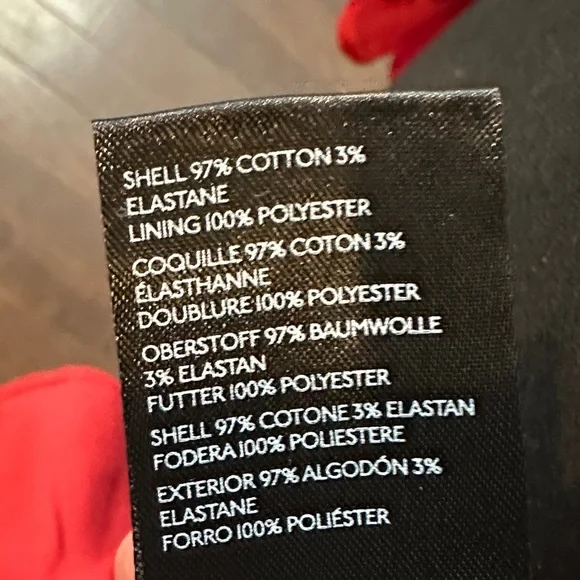 SHELL 97% COTTON 3%
ELASTANE
LINING 100% POLYESTER
COQUILLE 97% COTON 3%
ÉLASTHANNE
DOUBLURE 100% POLYESTER
OBERSTOFF 97% BAUMWOLLE
3% ELASTAN
FUTTER 100% POLYESTER
SHELL 97% COTONE 3% ELASTAN
FODERA 100% POLIESTERE
EXTERIOR 97% ALGODÓN 3%
ELASTANE
FORRO 100% POLIÉSTER